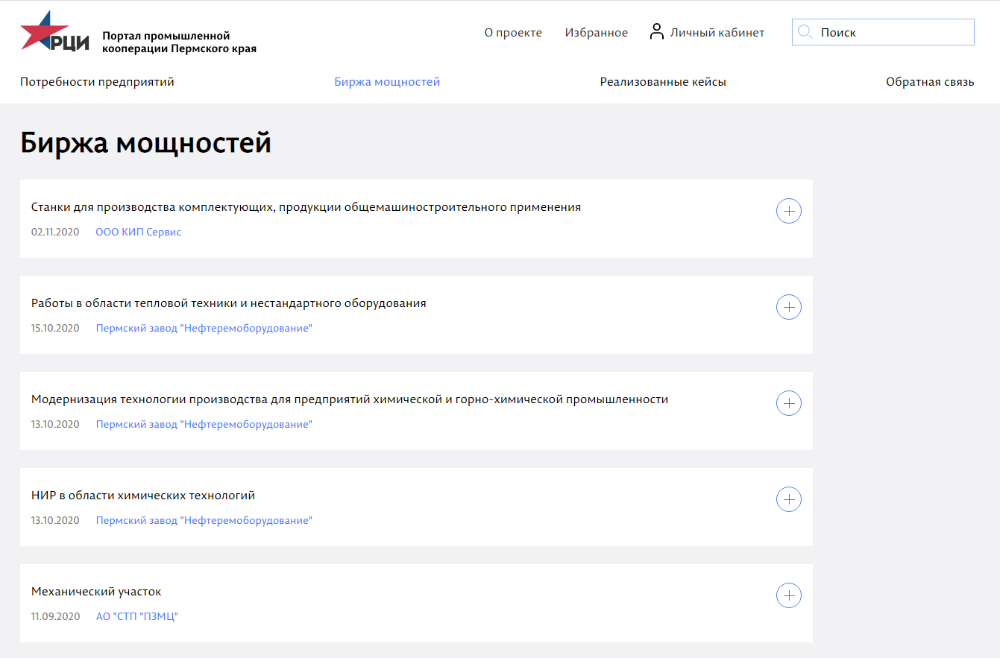 РЦИ
Портал промышленной
кооперации Пермского края
О проекте
Избранное
Личный кабинет
Поиск
Потребности предприятий
Биржа мощностей
Реализованные кейсы
Обратная связь
Биржа мощностей
Станки для производства комплектующих, продукции общемашиностроительного применения
02.11.2020 ООО КИП Сервис
Работы в области тепловой техники и нестандартного оборудования
15.10.2020 Пермский завод "Нефтеремоборудование"
Модернизация технологии производства для предприятий химической и горно-химической промышленности
13.10.2020 Пермский завод "Нефтеремоборудование"
НИР в области химических технологий
13.10.2020 Пермский завод "Нефтеремоборудование"
Механический участок
11.09.2020 АО "СТП "ПЗМЦ"